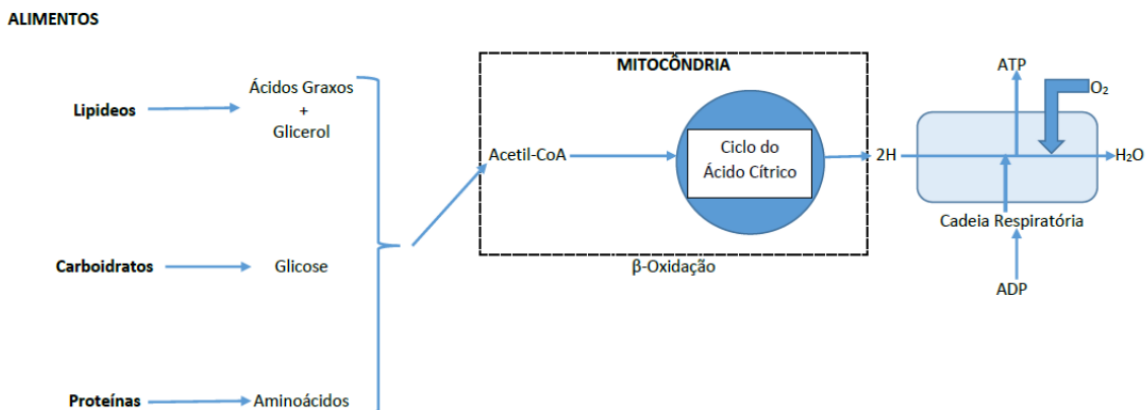 ALIMENTOS
Lipideos
Ácidos Graxos
+
Glicerol
Carboidratos
Glicose
Proteínas
Aminoácidos
MITOCÔNDRIA
Acetil-CoA
Ciclo do
Ácido Cítrico
β-Oxidação
2H
ATP
O₂
H₂O
Cadeia Respiratória
ADP